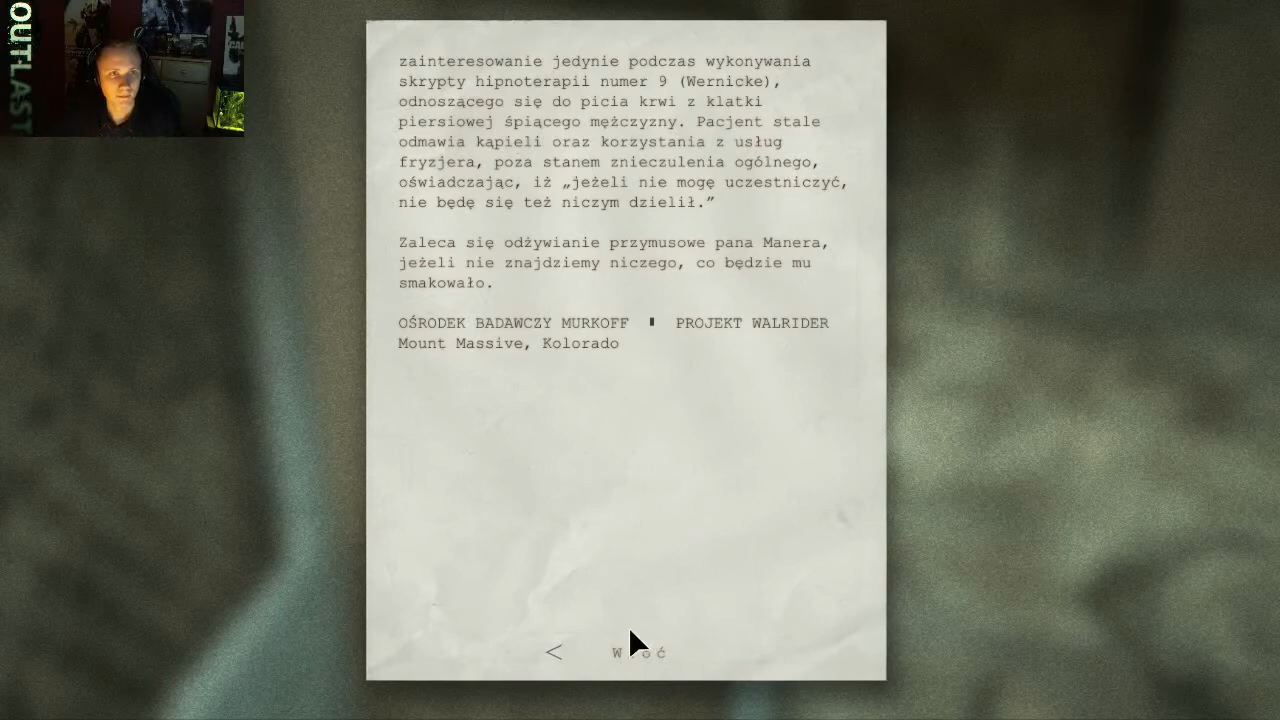 OUTLAST
zainteresowanie jedynie podczas wykonywania
skrypty hipnoterapii numer 9 (Wernicke),
odnoszącego się do picia krwi z klatki
piersiowej śpiącego mężczyzny. Pacjent stale
odmawia kąpieli oraz korzystania z usług
fryzjera, poza stanem znieczulenia ogólnego,
oświadczając, iż „jeżeli nie mogę uczestniczyć,
nie będę się też niczym dzielił.”
Zaleca się odżywianie przymusowe pana Manera,
jeżeli nie znajdziemy niczego, co będzie mu
smakowało.
OŚRODEK BADAWCZY MURKOFF ▮ PROJEKT WALRIDER
Mount Massive, Kolorado
< Wróć